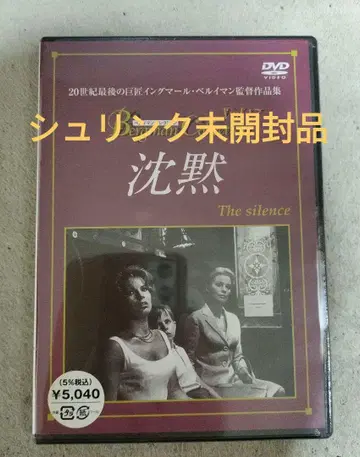 DVD
VIDEO
20世紀最後の巨匠イングマール・ベルイマン監督作品集
シュリンク未開封品
Bergman
沈黙
The silence
(5%税込)
¥5,040